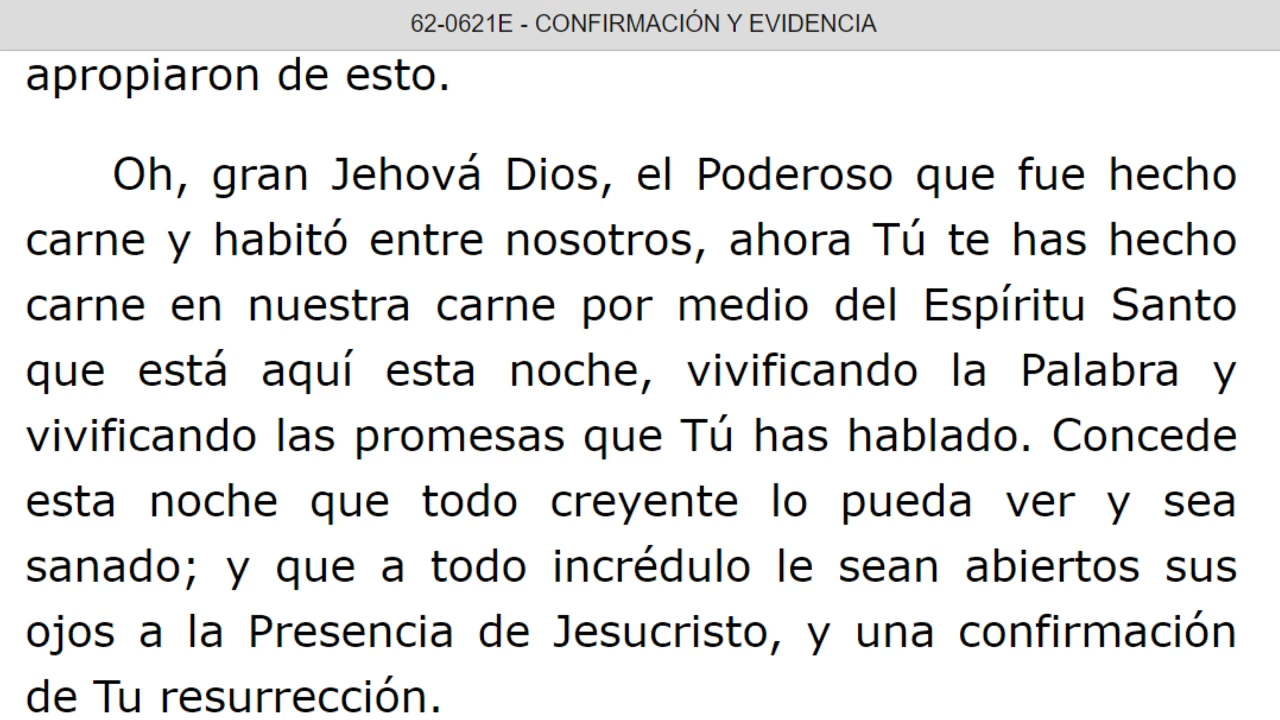 62-0621E - CONFIRMACIÓN Y EVIDENCIA
apropiaron de esto.
Oh, gran Jehová Dios, el Poderoso que fue hecho
carne y habitó entre nosotros, ahora Tú te has hecho
carne en nuestra carne por medio del Espíritu Santo
que está aquí esta noche, vivificando la Palabra y
vivificando las promesas que Tú has hablado. Concede
esta noche que todo creyente lo pueda ver y sea
sanado; y que a todo incrédulo le sean abiertos sus
ojos a la Presencia de Jesucristo, y una confirmación
de Tu resurrección.